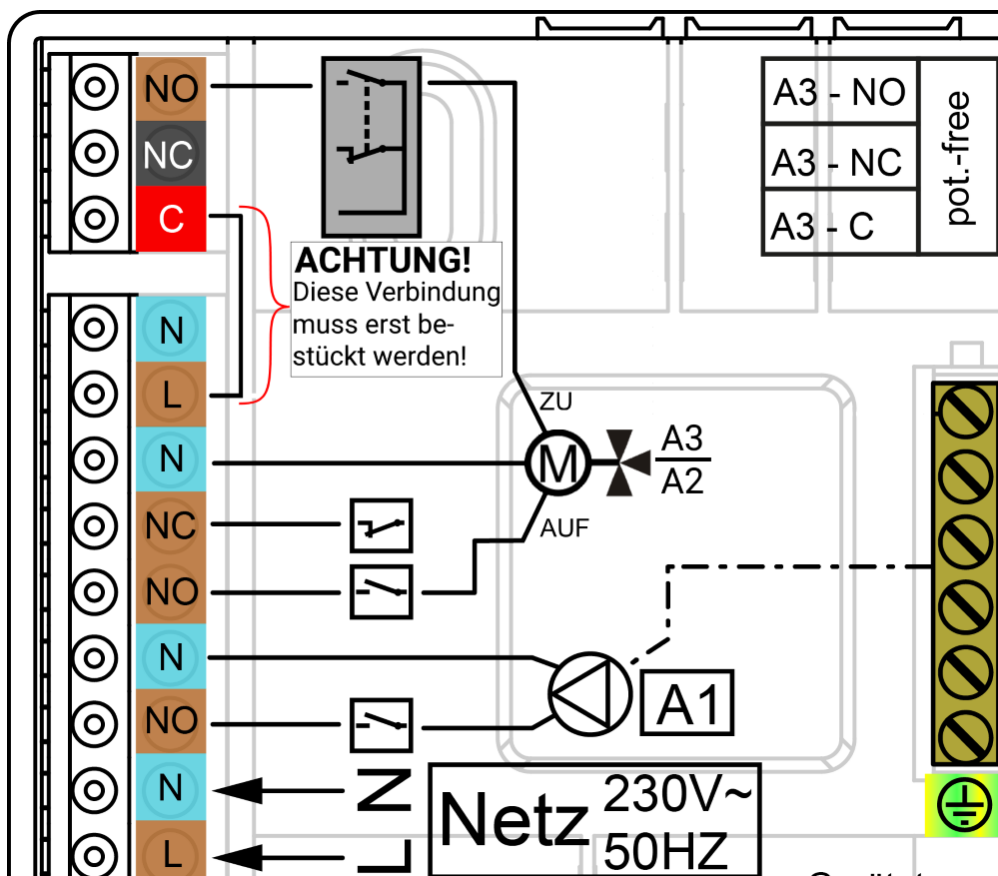 NO
NC
C
A3 - NO
A3 - NC
A3 - C
pot.-free
ACHTUNG!
Diese Verbindung
muss erst be-
stückt werden!
N
L
N
NC
NO
N
NO
N
L
ZU
M
A3
A2
AUF
A1
N
L
Netz
230V~
50HZ